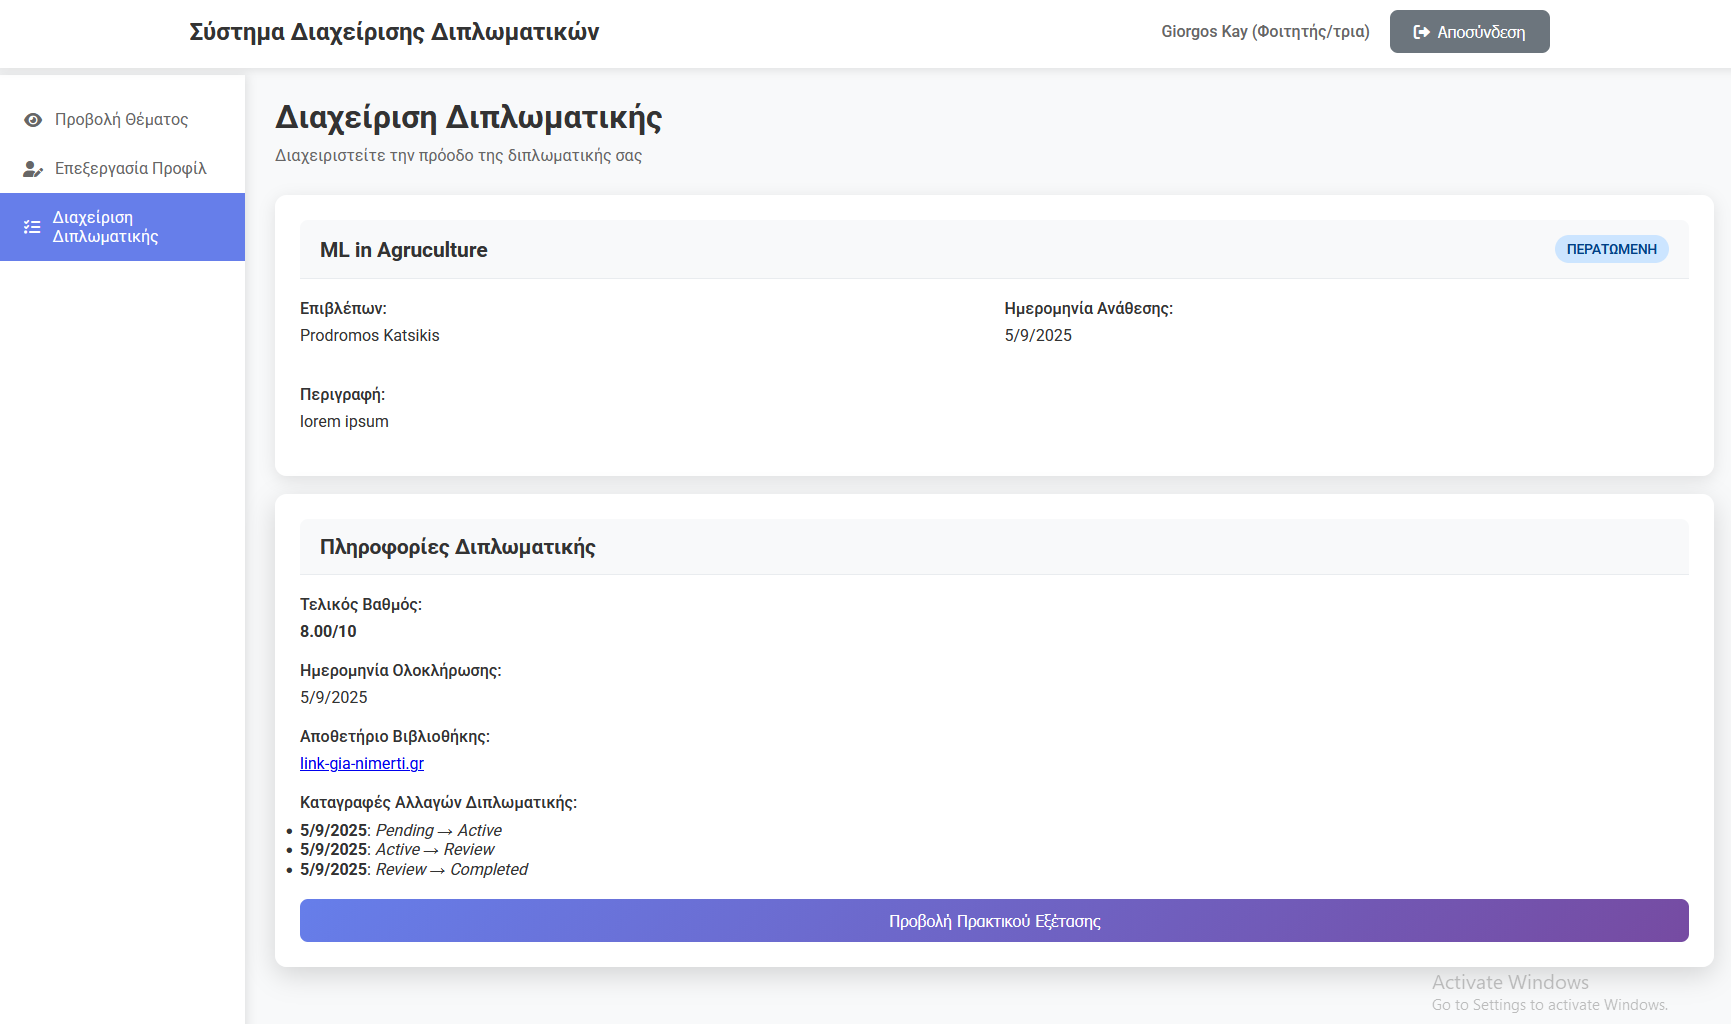 Σύστημα Διαχείρισης Διπλωματικών
Giorgos Kay (Φοιτητής/τρια)
Αποσύνδεση
Προβολή Θέματος
Επεξεργασία Προφίλ
Διαχείριση
Διπλωματικής
Διαχείριση Διπλωματικής
Διαχειριστείτε την πρόοδο της διπλωματικής σας
ML in Agruculture
ΠΕΡΑΤΩΜΕΝΗ
Επιβλέπων:
Prodromos Katsikis
Ημερομηνία Ανάθεσης:
5/9/2025
Περιγραφή:
lorem ipsum
Πληροφορίες Διπλωματικής
Τελικός Βαθμός:
8.00/10
Ημερομηνία Ολοκλήρωσης:
5/9/2025
Αποθετήριο Βιβλιοθήκης:
link-gia-nimerti.gr
Καταγραφές Αλλαγών Διπλωματικής:
• 5/9/2025: Pending → Active
• 5/9/2025: Active → Review
• 5/9/2025: Review → Completed
Προβολή Πρακτικού Εξέτασης
Activate Windows
Go to Settings to activate Windows.